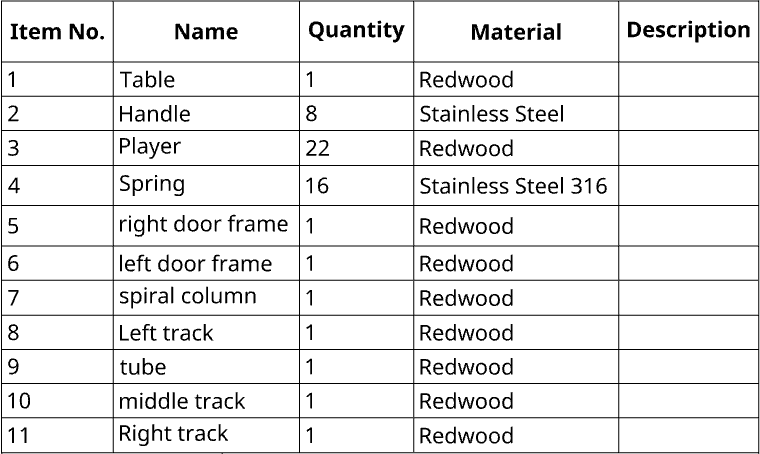 Item No. Name Quantity Material Description
1 Table 1 Redwood
2 Handle 8 Stainless Steel
3 Player 22 Redwood
4 Spring 16 Stainless Steel 316
5 right door frame 1 Redwood
6 left door frame 1 Redwood
7 spiral column 1 Redwood
8 Left track 1 Redwood
9 tube 1 Redwood
10 middle track 1 Redwood
11 Right track 1 Redwood